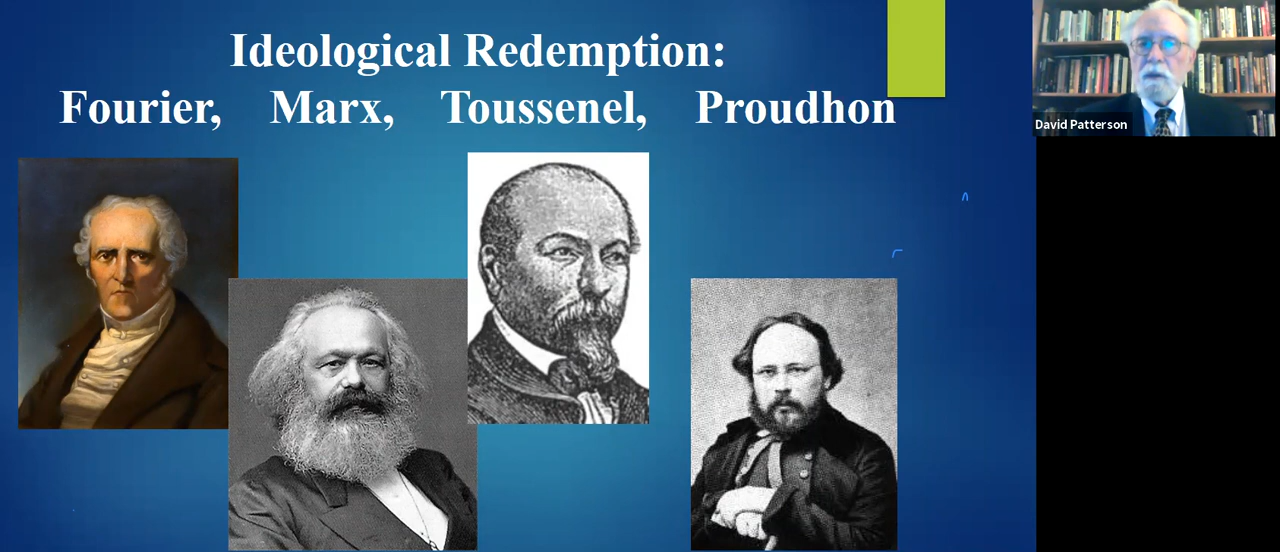 Ideological Redemption:
Fourier, Marx, Toussenel, Proudhon
David Patterson